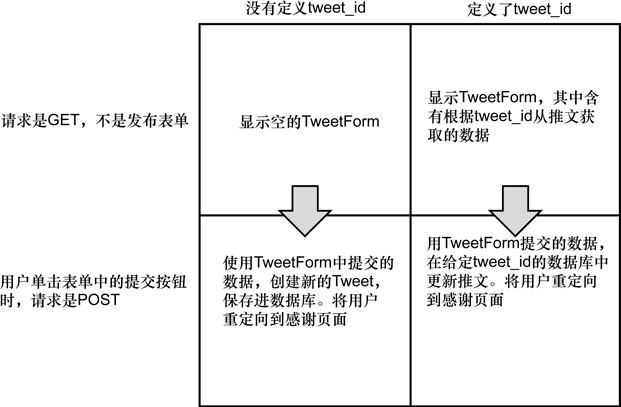 没有定义tweet_id
定义了tweet_id
请求是GET，不是发布表单
显示空的TweetForm
显示TweetForm，其中含
有根据tweet_id从推文获
取的数据
用户单击表单中的提交按钮
时，请求是POST
使用TweetForm中提交的
数据，创建新的Tweet，
保存进数据库。将用户
重定向到感谢页面
用TweetForm提交的数据，
在给定tweet_id的数据库中
更新推文。将用户重定向
到感谢页面